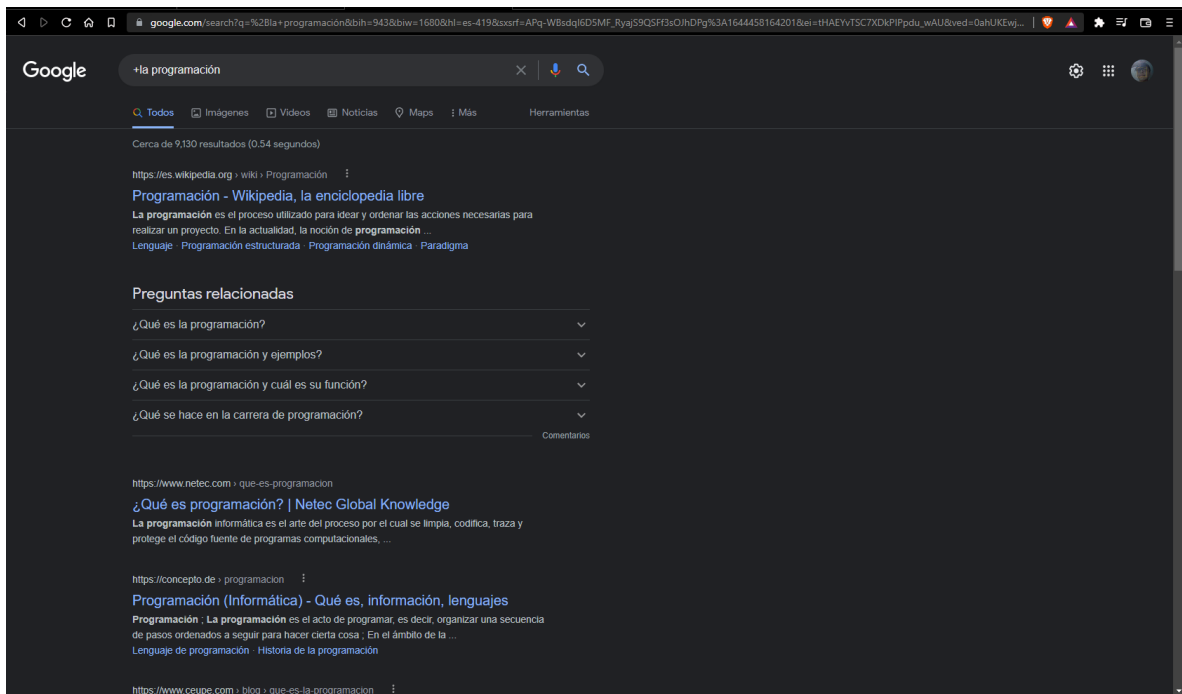 google.com/search?q=%2Bla+programación&bih=943&biw=1680&hl=es-419&sxsrf=APq-WBsdqI6D5MF_RyajS9QSFf3sOJhDPg%3A1644458164201&ei=tHAEYvTSC7XDkPIPpdu_wAU&ved=0ahUKEwj...
Google
+la programación
Todos Imágenes Videos Noticias Maps Más Herramientas
Cerca de 9,130 resultados (0.54 segundos)
https://es.wikipedia.org › wiki › Programación
Programación - Wikipedia, la enciclopedia libre
La programación es el proceso utilizado para idear y ordenar las acciones necesarias para
realizar un proyecto. En la actualidad, la noción de programación ...
Lenguaje · Programación estructurada · Programación dinámica · Paradigma
Preguntas relacionadas
¿Qué es la programación?
¿Qué es la programación y ejemplos?
¿Qué es la programación y cuál es su función?
¿Qué se hace en la carrera de programación?
Comentarios
https://www.netec.com › que-es-programacion
¿Qué es programación? | Netec Global Knowledge
La programación informática es el arte del proceso por el cual se limpia, codifica, traza y
protege el código fuente de programas computacionales, ...
https://concepto.de › programacion
Programación (Informática) - Qué es, información, lenguajes
Programación ; La programación es el acto de programar, es decir, organizar una secuencia
de pasos ordenados a seguir para hacer cierta cosa ; En el ámbito de la ...
Lenguaje de programación · Historia de la programación
https://www.ceupe.com › blog › que-es-la-programacion